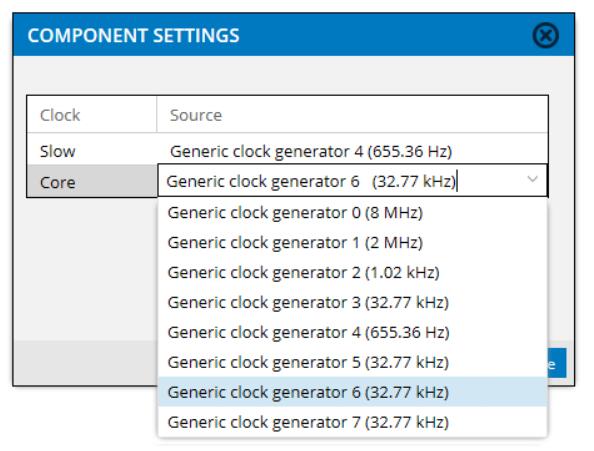 COMPONENT SETTINGS
Clock Source
Slow Generic clock generator 4 (655.36 Hz)
Core Generic clock generator 6 (32.77 kHz)
Generic clock generator 0 (8 MHz)
Generic clock generator 1 (2 MHz)
Generic clock generator 2 (1.02 kHz)
Generic clock generator 3 (32.77 kHz)
Generic clock generator 4 (655.36 Hz)
Generic clock generator 5 (32.77 kHz)
Generic clock generator 6 (32.77 kHz)
Generic clock generator 7 (32.77 kHz)